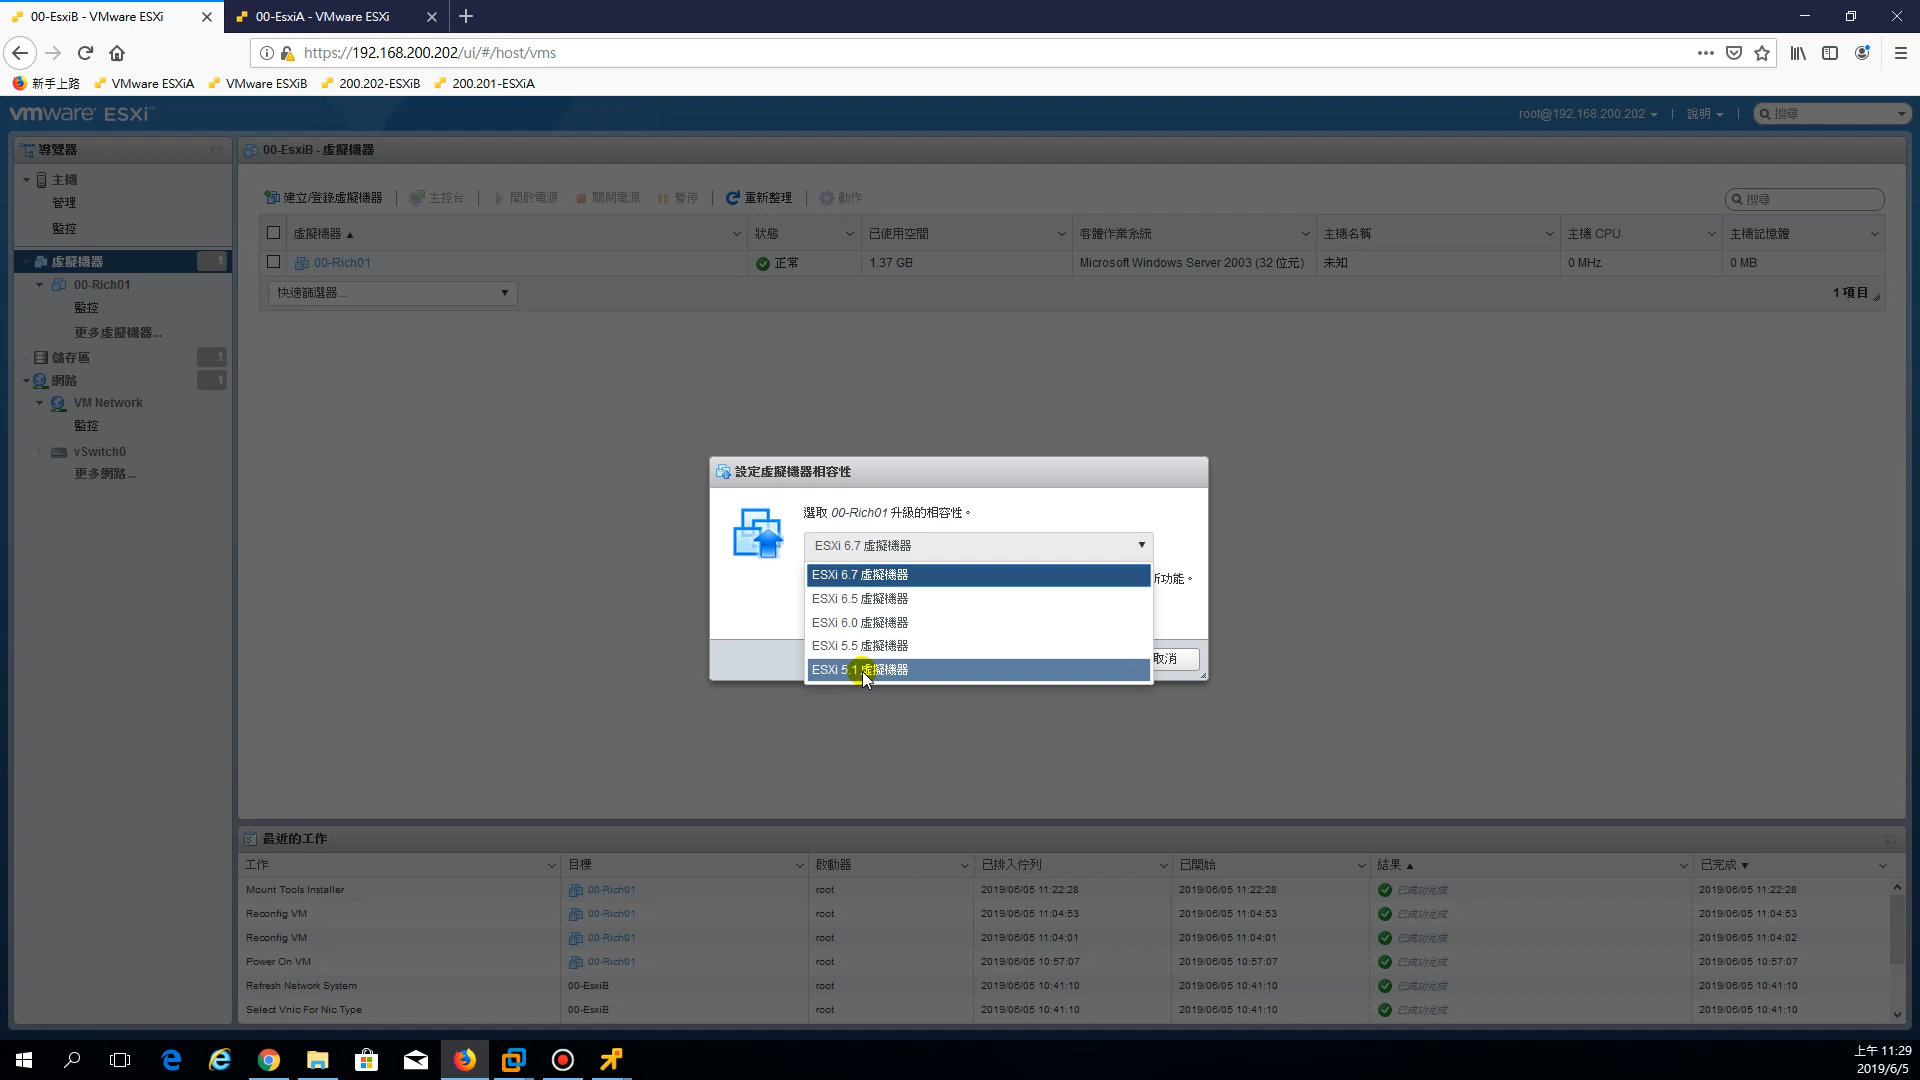 00-EsxiB - VMware ESXi
00-EsxiA - VMware ESXi
https://192.168.200.202/ui/#/host/vms
新手上路
VMware ESXiA
VMware ESXiB
200.202-ESXiB
200.201-ESXiA
vmware ESXi™
root@192.168.200.202
說明
搜尋
導覽器
主機
管理
監控
虛擬機器 1
00-Rich01
監控
更多虛擬機器...
儲存區 1
網路 1
VM Network
監控
vSwitch0
更多網路...
00-EsxiB - 虛擬機器
建立/登錄虛擬機器
主控台
開啟電源
關閉電源
暫停
重新整理
動作
搜尋
虛擬機器 狀態 已使用空間 客體作業系統 主機名稱 主機 CPU 主機記憶體
00-Rich01 正常 1.37 GB Microsoft Windows Server 2003 (32 位元) 未知 0 MHz 0 MB
快速篩選器...
1 項目
設定虛擬機器相容性
選取 00-Rich01 升級的相容性。
ESXi 6.7 虛擬機器
ESXi 6.7 虛擬機器
新功能。
ESXi 6.5 虛擬機器
ESXi 6.0 虛擬機器
ESXi 5.5 虛擬機器
ESXi 5.1 虛擬機器
取消
最近的工作
工作 目標 啟動器 已排入佇列 已開始 結果 已完成
Mount Tools Installer 00-Rich01 root 2019/06/05 11:22:28 2019/06/05 11:22:28 已成功完成 2019/06/05 11:22:28
Reconfig VM 00-Rich01 root 2019/06/05 11:04:53 2019/06/05 11:04:53 已成功完成 2019/06/05 11:04:53
Reconfig VM 00-Rich01 root 2019/06/05 11:04:01 2019/06/05 11:04:01 已成功完成 2019/06/05 11:04:02
Power On VM 00-Rich01 root 2019/06/05 10:57:07 2019/06/05 10:57:07 已成功完成 2019/06/05 10:57:07
Refresh Network System 00-EsxiB root 2019/06/05 10:41:10 2019/06/05 10:41:10 已成功完成 2019/06/05 10:41:10
Select Vnic For Nic Type 00-EsxiB root 2019/06/05 10:41:10 2019/06/05 10:41:10 已成功完成 2019/06/05 10:41:10
上午 11:29
2019/6/5